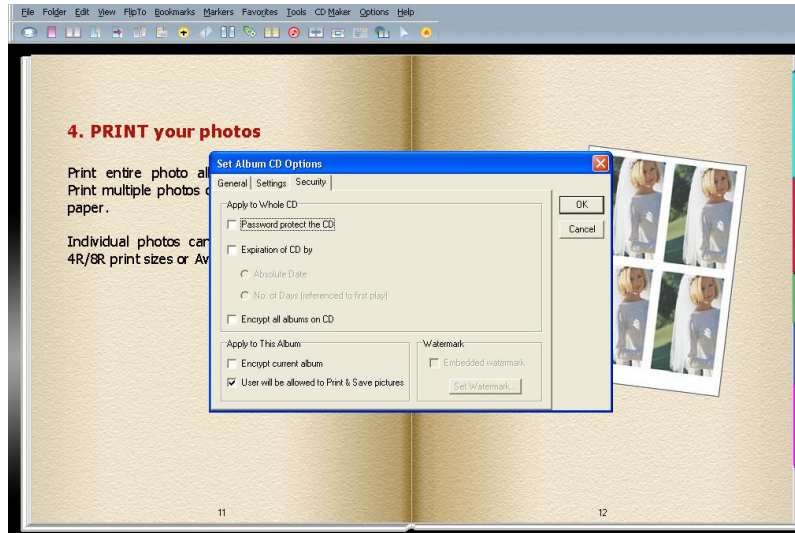 File Folder Edit View FlipTo Bookmarks Markers Favorites Tools CD Maker Options Help
4. PRINT your photos
Print entire photo al
Print multiple photos
paper.
Individual photos can
4R/8R print sizes or Av
Set Album CD Options
General Settings Security
Apply to Whole CD
Password protect the CD
Expiration of CD by
Absolute Date
No. of Days (referenced to first play)
Encrypt all albums on CD
Apply to This Album
Encrypt current album
User will be allowed to Print & Save pictures
Watermark
Embedded watermark
Set Watermark...
OK
Cancel
11
12